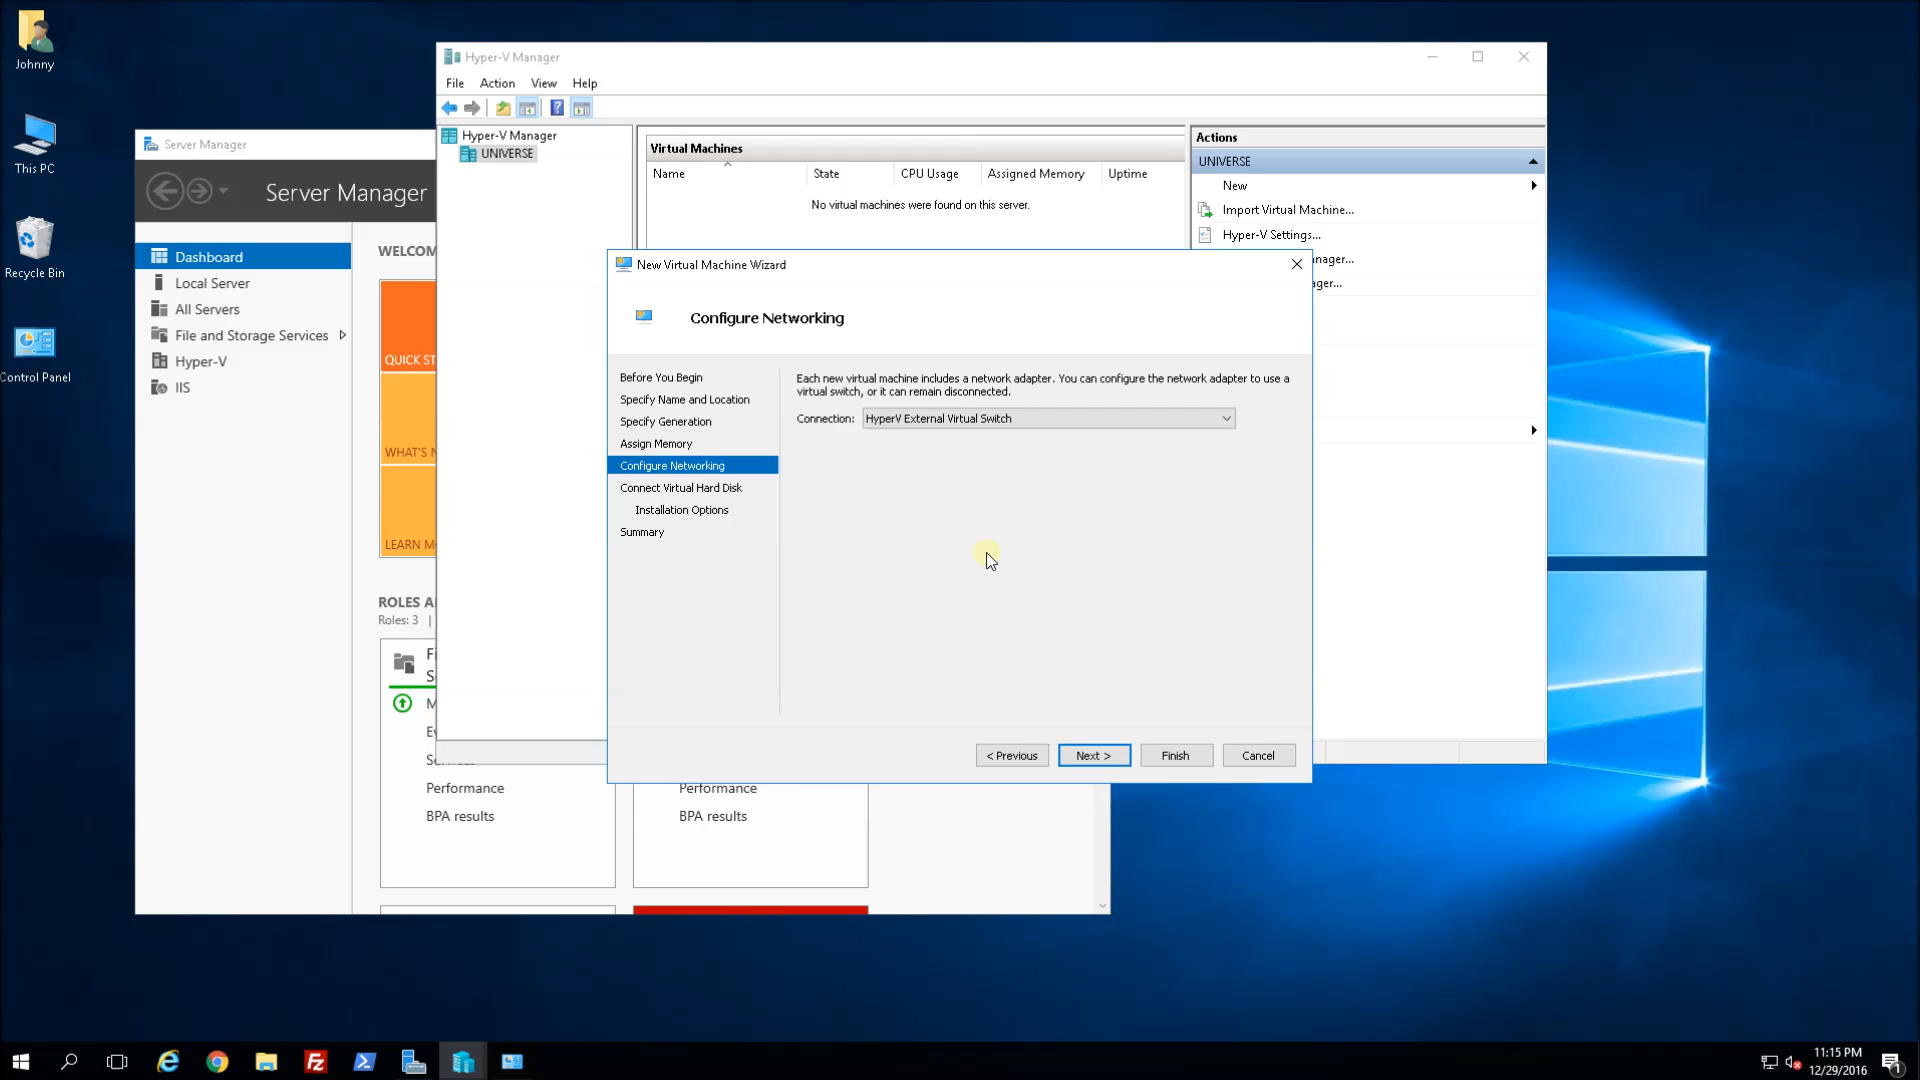 Johnny
This PC
Recycle Bin
Control Panel
Server Manager
Server Manager
Dashboard
Local Server
All Servers
File and Storage Services
Hyper-V
IIS
WELCOM
QUICK ST
WHAT'S N
LEARN M
ROLES A
Roles: 3 |
Performance
BPA results
Performance
BPA results
Hyper-V Manager
File Action View Help
Hyper-V Manager
UNIVERSE
Virtual Machines
Name State CPU Usage Assigned Memory Uptime
No virtual machines were found on this server.
Actions
UNIVERSE
New
Import Virtual Machine...
Hyper-V Settings...
anager...
ager...
New Virtual Machine Wizard
Configure Networking
Before You Begin
Specify Name and Location
Specify Generation
Assign Memory
Configure Networking
Connect Virtual Hard Disk
Installation Options
Summary
Each new virtual machine includes a network adapter. You can configure the network adapter to use a
virtual switch, or it can remain disconnected.
Connection: HyperV External Virtual Switch
< Previous Next > Finish Cancel
Fz
11:15 PM
12/29/2016
1